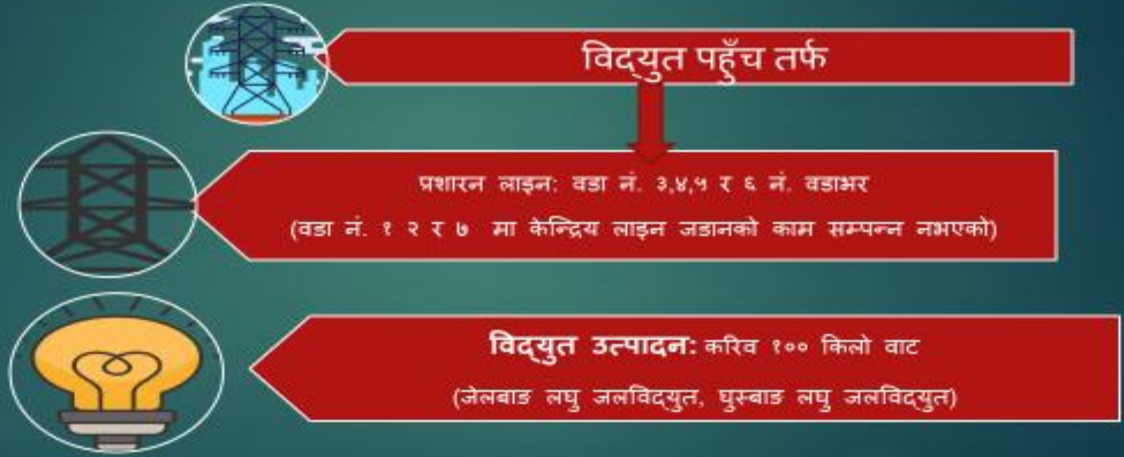 विद्युत पहुँच तर्फ
प्रशारन लाइन: वडा नं. ३,४,५ र ६ नं. वडाभर
(वडा नं. १ २ र ७ मा केन्द्रिय लाइन जडानको काम सम्पन्न नभएको)
विद्युत उत्पादन: करिव १०० किलो वाट
(जेलबाङ लघु जलविद्युत, घुस्बाङ लघु जलविद्युत)